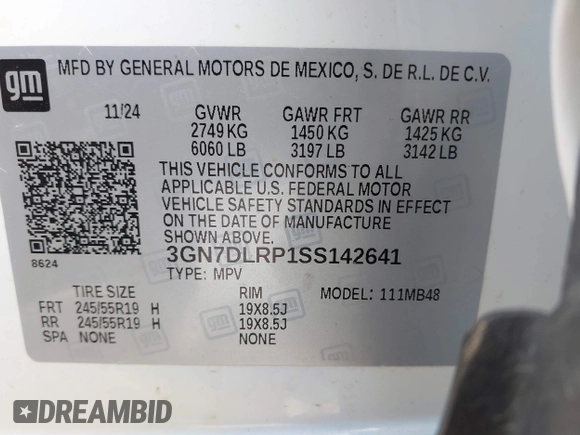 gm
MFD BY GENERAL MOTORS DE MEXICO, S. DE R.L. DE C.V.
11/24 GVWR GAWR FRT GAWR RR
2749 KG 1450 KG 1425 KG
6060 LB 3197 LB 3142 LB
THIS VEHICLE CONFORMS TO ALL
APPLICABLE U.S. FEDERAL MOTOR
VEHICLE SAFETY STANDARDS IN EFFECT
ON THE DATE OF MANUFACTURE
8624 3GN7DLRP1SS142641
TYPE: MPV
TIRE SIZE RIM MODEL: 111MB48
FRT 245/55R19 H 19X8.5J
RR 245/55R19 H 19X8.5J
SPA NONE NONE
DREAMBID